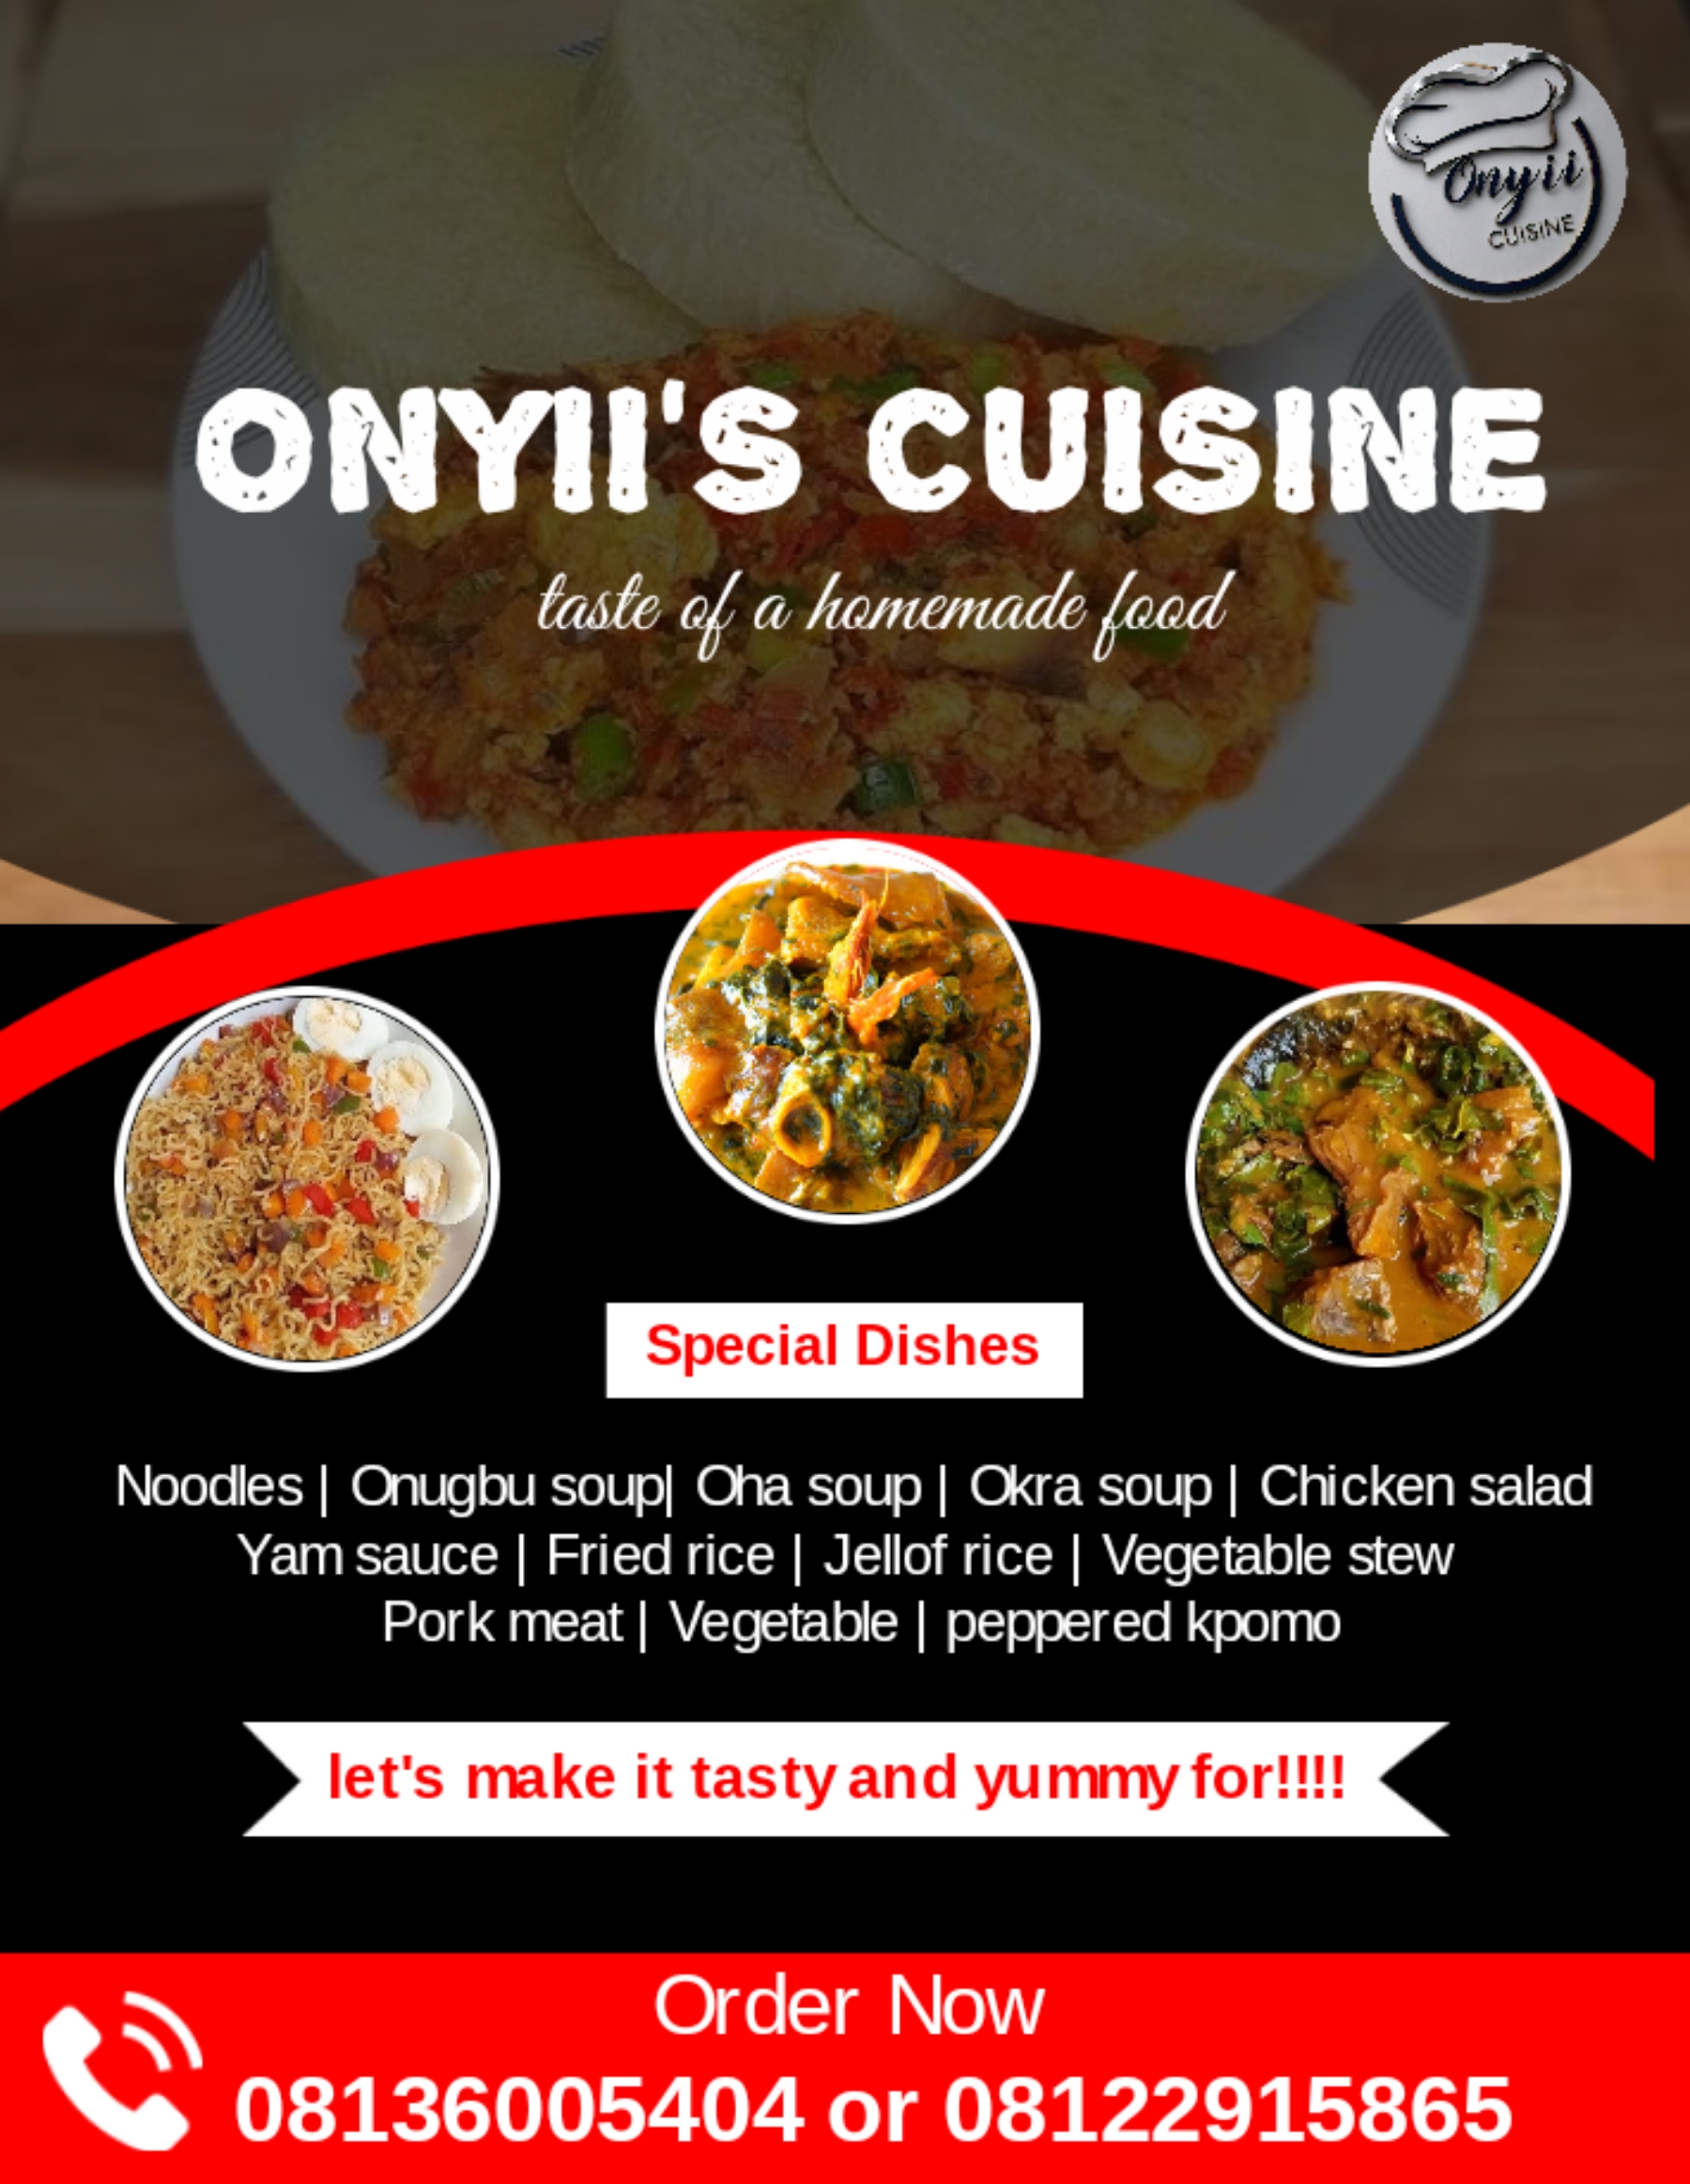 Onyii
CUISINE
ONYII'S CUISINE
taste of a homemade food
Special Dishes
Noodles | Onugbu soup| Oha soup | Okra soup | Chicken salad
Yam sauce | Fried rice | Jellof rice | Vegetable stew
Pork meat | Vegetable | peppered kpomo
let's make it tasty and yummy for!!!!
Order Now
08136005404 or 08122915865